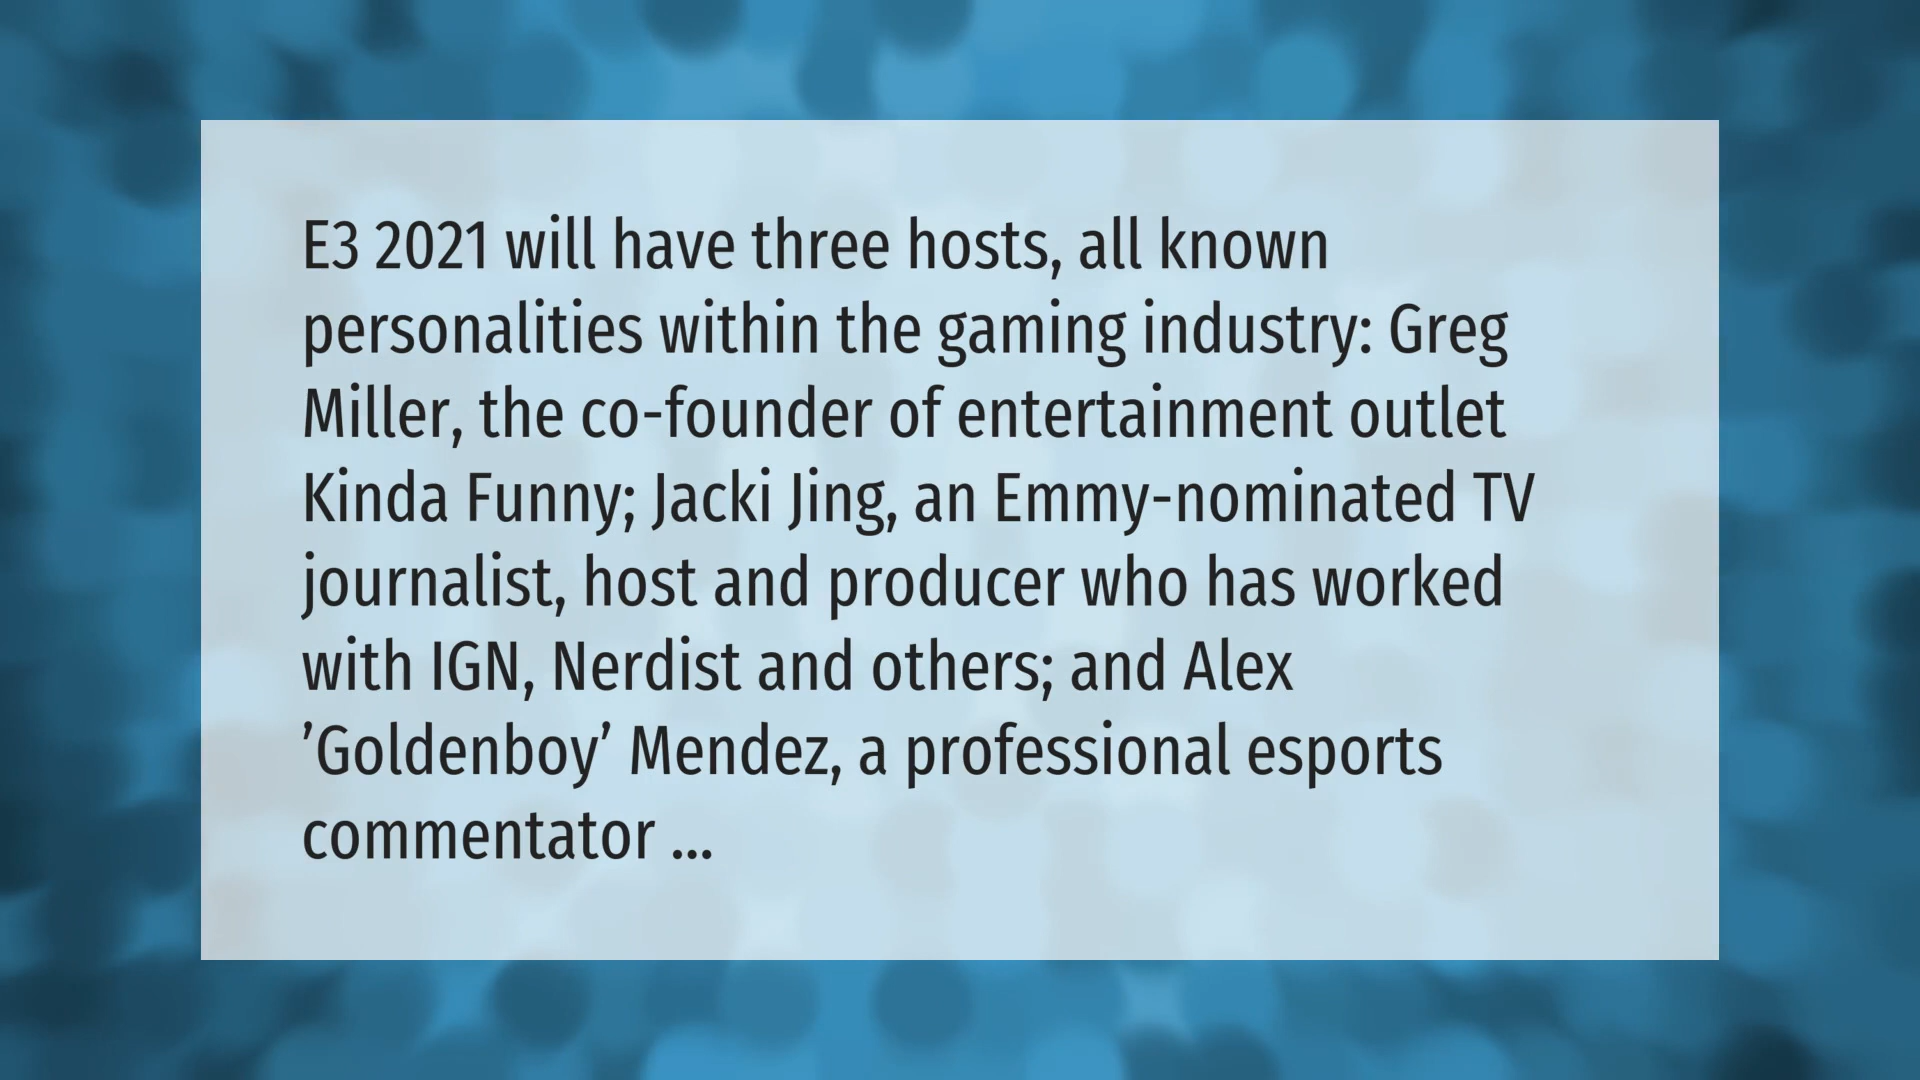 E3 2021 will have three hosts, all known
personalities within the gaming industry: Greg
Miller, the co-founder of entertainment outlet
Kinda Funny; Jacki Jing, an Emmy-nominated TV
journalist, host and producer who has worked
with IGN, Nerdist and others; and Alex
’Goldenboy’ Mendez, a professional esports
commentator ...